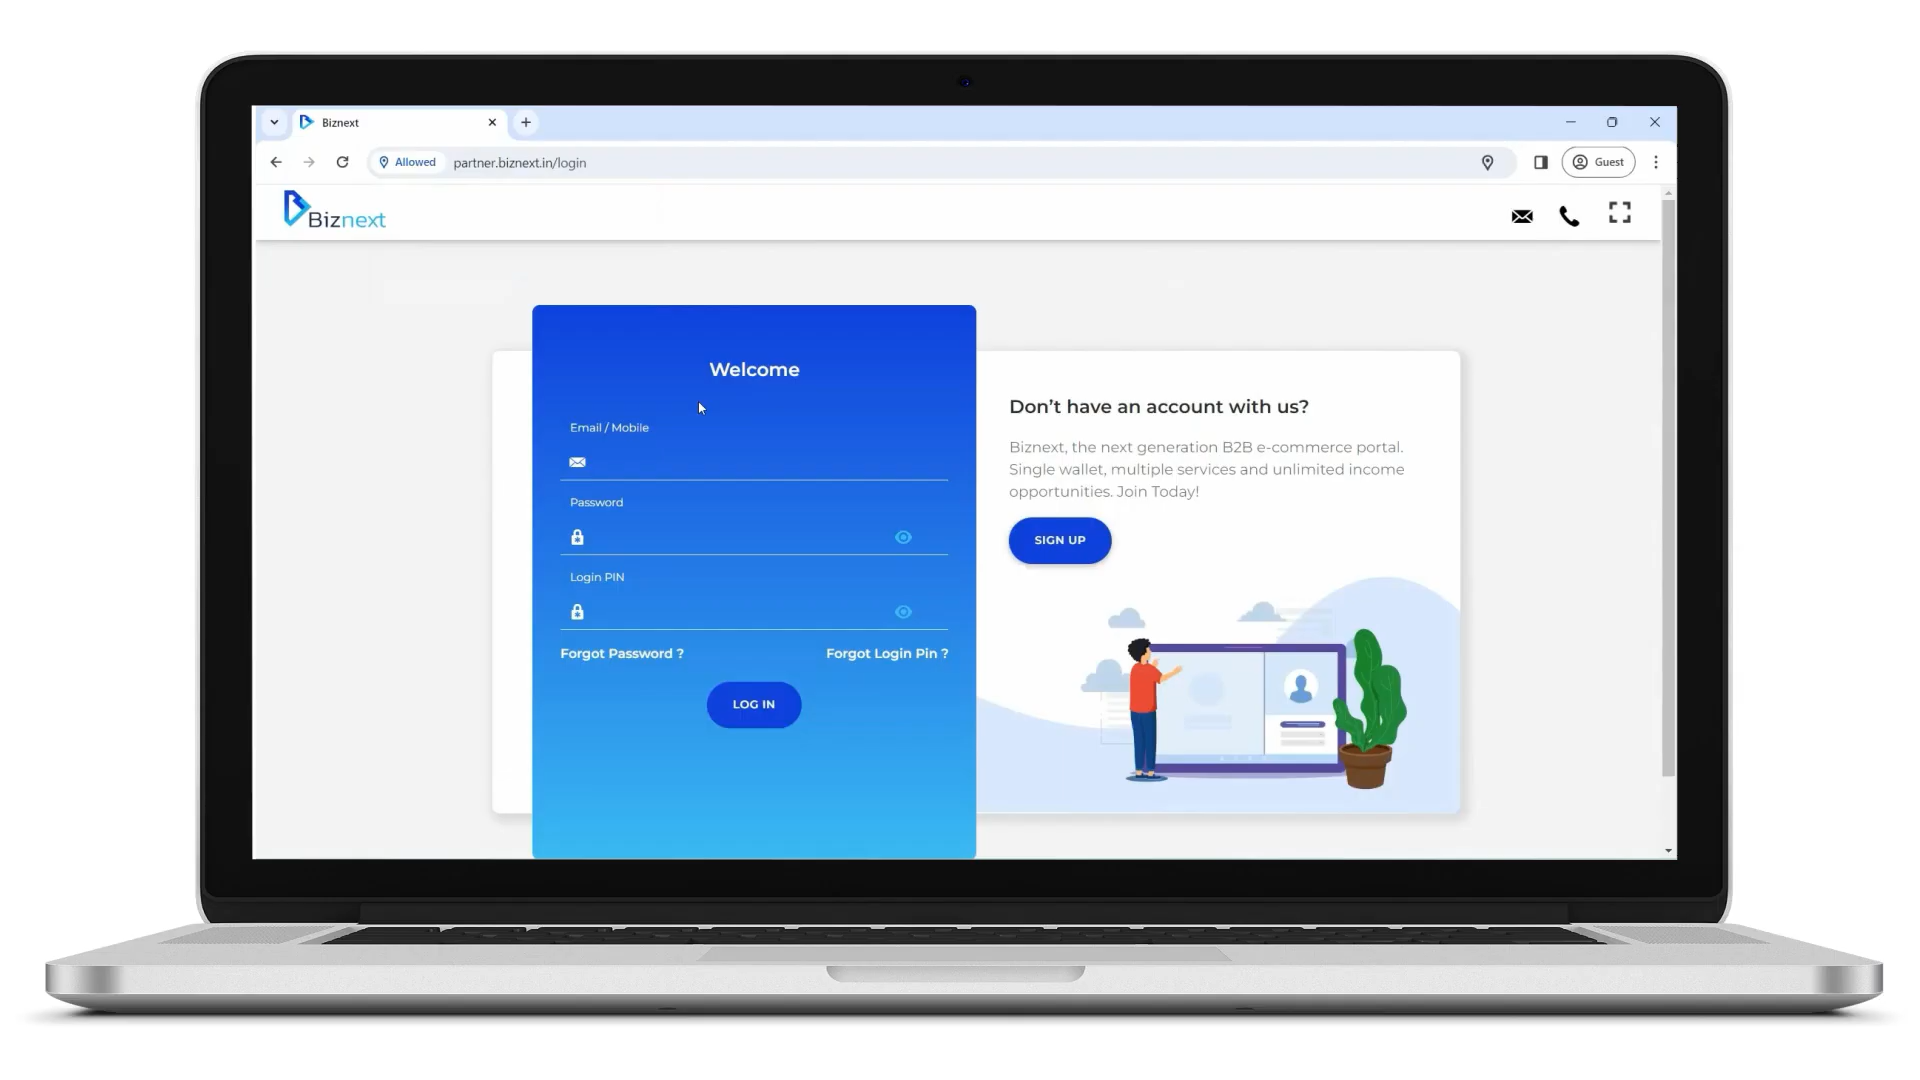 Biznext
Allowed
partner.biznext.in/login
Guest
Biznext
Welcome
Email / Mobile
Password
Login PIN
Forgot Password ?
Forgot Login Pin ?
LOG IN
Don’t have an account with us?
Biznext, the next generation B2B e-commerce portal.
Single wallet, multiple services and unlimited income
opportunities. Join Today!
SIGN UP